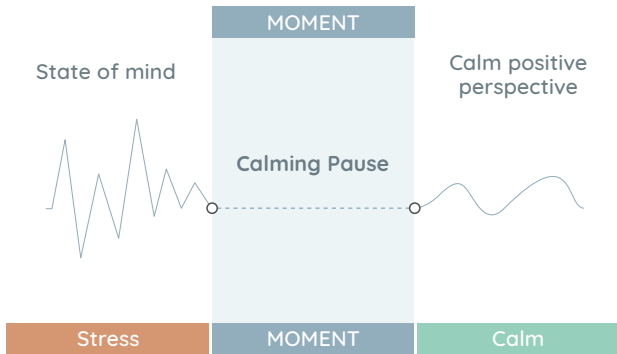 MOMENT
State of mind
Calm positive
perspective
Calming Pause
Stress
MOMENT
Calm